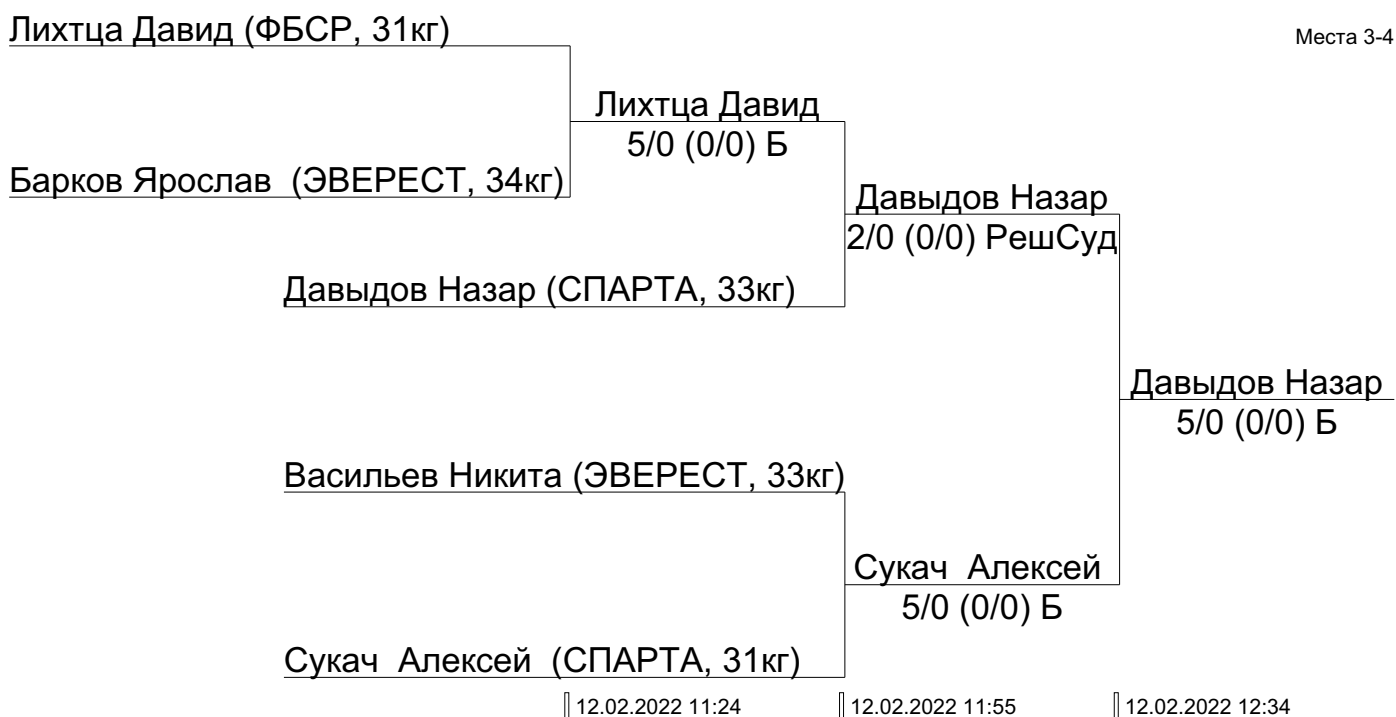 Лихтца Давид (ФБСР, 31кг)
Места 3-4
Лихтца Давид
5/0 (0/0) Б
Барков Ярослав  (ЭВЕРЕСТ, 34кг)
Давыдов Назар
2/0 (0/0) РешСуд
Давыдов Назар (СПАРТА, 33кг)
Давыдов Назар
5/0 (0/0) Б
Васильев Никита (ЭВЕРЕСТ, 33кг)
Сукач  Алексей
5/0 (0/0) Б
Сукач  Алексей  (СПАРТА, 31кг)
12.02.2022 11:24
12.02.2022 11:55
12.02.2022 12:34